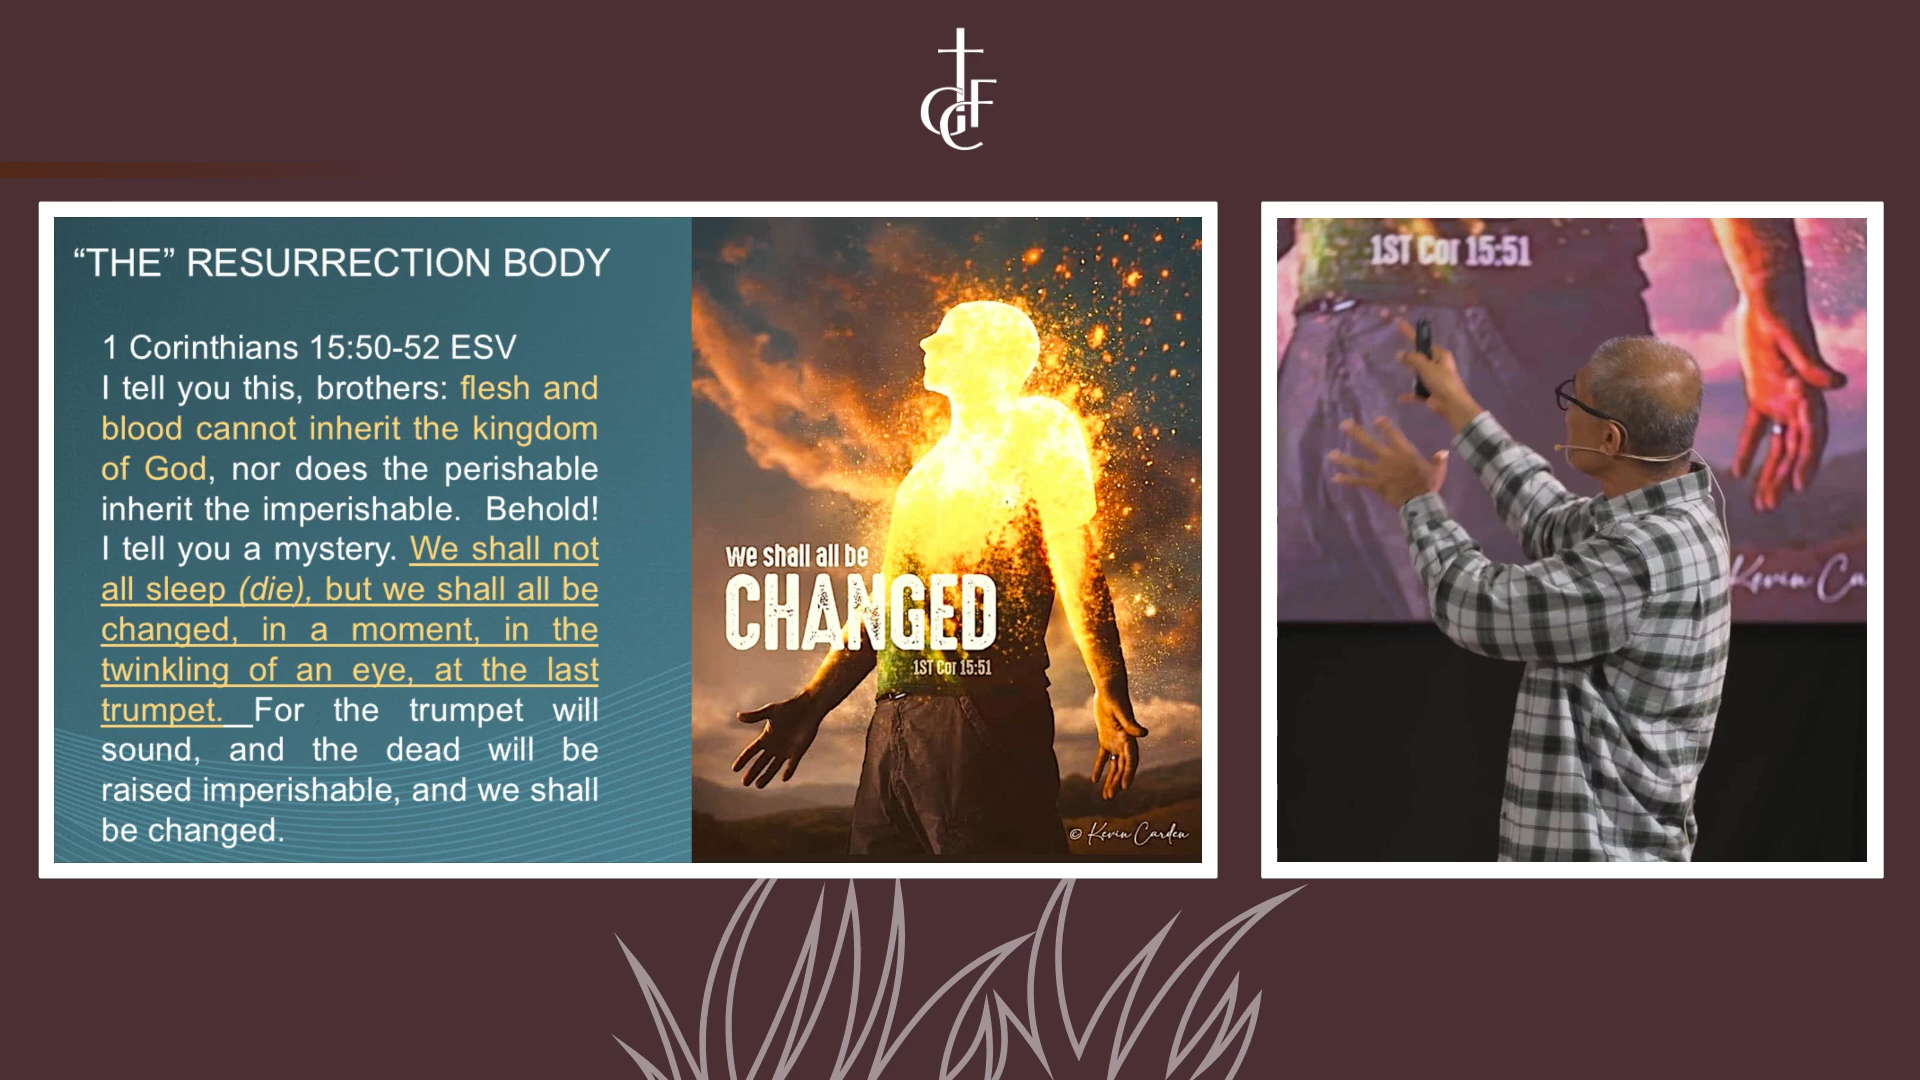 “THE” RESURRECTION BODY
1 Corinthians 15:50-52 ESV
I tell you this, brothers: flesh and
blood cannot inherit the kingdom
of God, nor does the perishable
inherit the imperishable. Behold!
I tell you a mystery. We shall not
all sleep (die), but we shall all be
changed, in a moment, in the
twinkling of an eye, at the last
trumpet. For the trumpet will
sound, and the dead will be
raised imperishable, and we shall
be changed.
we shall all be
CHANGED
1ST Cor 15:51
© Kevin Carden
1ST Cor 15:51
Kevin Ca